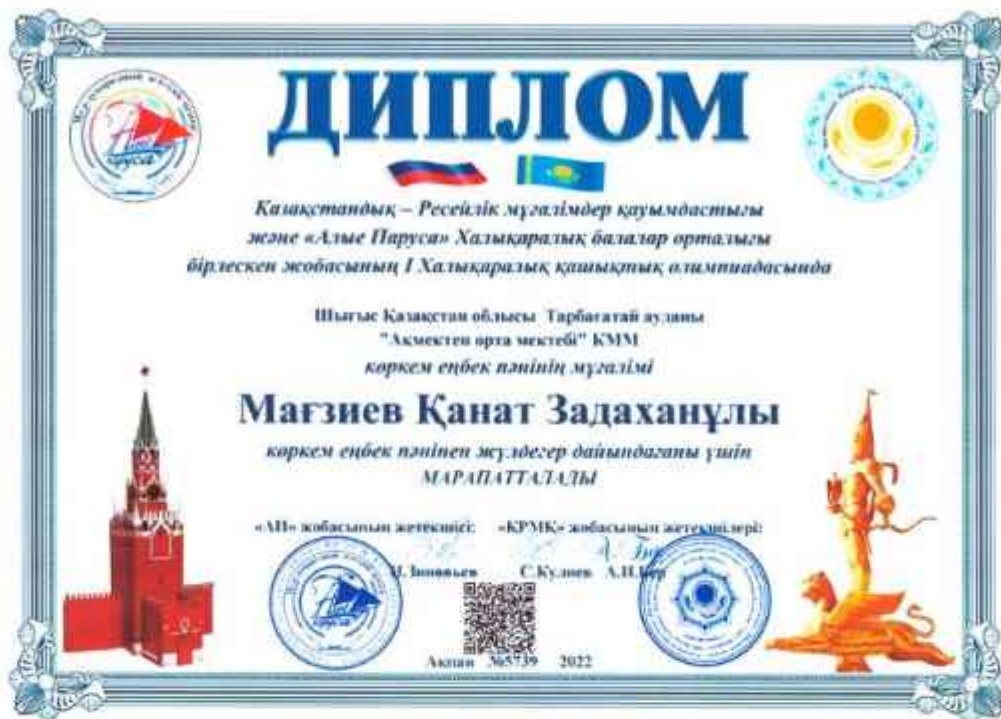 ДИПЛОМ
Казақстандық – Ресейлік мұғалімдер қауымдастығы
және «Алые Паруса» Халықаралық балалар орталығы
бірлескен жобасының I Халықаралық қашықтық олимпиадасында
Шығыс Қазақстан облысы Тарбағатай ауданы
"Ақмектеп орта мектебі" КММ
көркем еңбек пәнінің мұғалімі
Мағзиев Қанат Задаханұлы
көркем еңбек пәнінен жүлдегер дайындағаны үшін
МАРАПАТТАЛАДЫ
«АП» жобасының жетекшісі: «КРМҚ» жобасының жетекшілері:
Зиновьев С.Кулиев
Ақпан №5739 2022